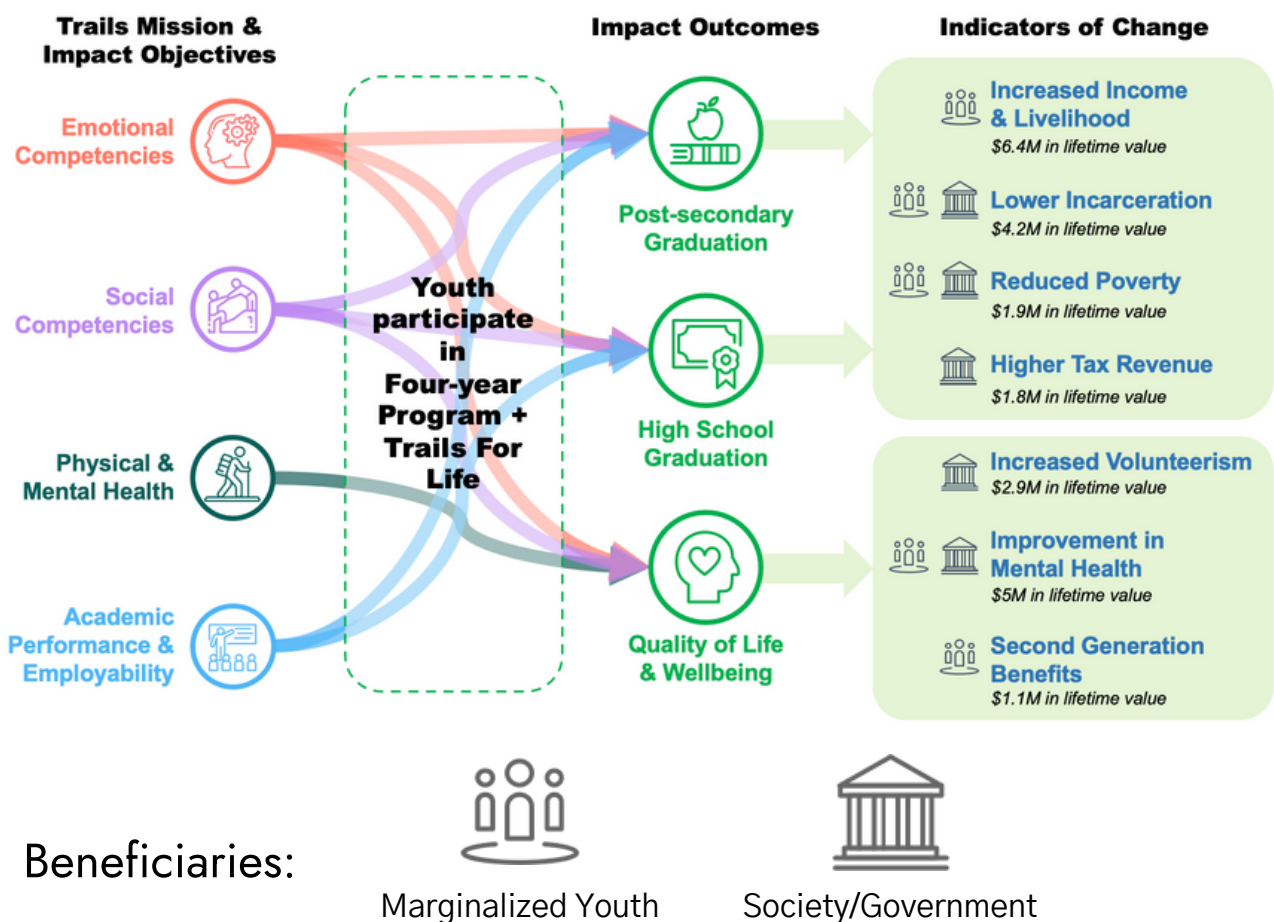 Trails Mission &
Impact Objectives
Impact Outcomes
Indicators of Change
Emotional
Competencies
Social
Competencies
Physical &
Mental Health
Academic
Performance &
Employability
Youth
participate
in
Four-year
Program +
Trails For
Life
Post-secondary
Graduation
High School
Graduation
Quality of Life
& Wellbeing
Increased Income
& Livelihood
$6.4M in lifetime value
Lower Incarceration
$4.2M in lifetime value
Reduced Poverty
$1.9M in lifetime value
Higher Tax Revenue
$1.8M in lifetime value
Increased Volunteerism
$2.9M in lifetime value
Improvement in
Mental Health
$5M in lifetime value
Second Generation
Benefits
$1.1M in lifetime value
Beneficiaries:
Marginalized Youth
Society/Government